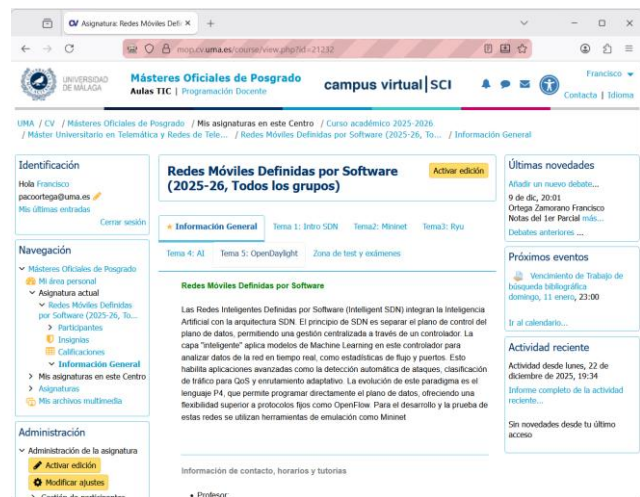 Asignatura: Redes Móviles Defi
mop.cv.uma.es/course/view.php?id=21232
UNIVERSIDAD
DE MÁLAGA
Másteres Oficiales de Posgrado
Aulas TIC | Programación Docente
campus virtual|SCI
Francisco
Contacta | Idioma
UMA / CV / Másteres Oficiales de Posgrado / Mis asignaturas en este Centro / Curso académico 2025-2026
/ Máster Universitario en Telemática y Redes de Tele... / Redes Móviles Definidas por Software (2025-26, To... / Información General
Identificación
Hola Francisco
pacoortega@uma.es
Mis últimas entradas
Cerrar sesión
Navegación
Másteres Oficiales de Posgrado
Mi área personal
Asignatura actual
Redes Móviles Definidas
por Software (2025-26, To...
Participantes
Insignias
Calificaciones
Información General
Mis asignaturas en este Centro
Asignaturas
Mis archivos multimedia
Administración
Administración de la asignatura
Activar edición
Modificar ajustes
Gestión de participantes
Redes Móviles Definidas por Software
(2025-26, Todos los grupos)
Activar edición
Información General Tema 1: Intro SDN Tema2: Mininet Tema3: Ryu
Tema 4: AI Tema 5: OpenDaylight Zona de test y exámenes
Redes Móviles Definidas por Software
Las Redes Inteligentes Definidas por Software (Intelligent SDN) integran la Inteligencia
Artificial con la arquitectura SDN. El principio de SDN es separar el plano de control del
plano de datos, permitiendo una gestión centralizada a través de un controlador. La
capa "inteligente" aplica modelos de Machine Learning en este controlador para
analizar datos de la red en tiempo real, como estadísticas de flujo y puertos. Esto
habilita aplicaciones avanzadas como la detección automática de ataques, clasificación
de tráfico para QoS y enrutamiento adaptativo. La evolución de este paradigma es el
lenguaje P4, que permite programar directamente el plano de datos, ofreciendo una
flexibilidad superior a protocolos fijos como OpenFlow. Para el desarrollo y la prueba de
estas redes se utilizan herramientas de emulación como Mininet
Información de contacto, horarios y tutorías
• Profesor:
Últimas novedades
Añadir un nuevo debate...
9 de dic, 20:01
Ortega Zamorano Francisco
Notas del 1er Parcial más...
Debates anteriores ...
Próximos eventos
Vencimiento de Trabajo de
búsqueda bibliográfica
domingo, 11 enero, 23:00
Ir al calendario...
Actividad reciente
Actividad desde lunes, 22 de
diciembre de 2025, 19:34
Informe completo de la actividad
reciente...
Sin novedades desde tu último
acceso